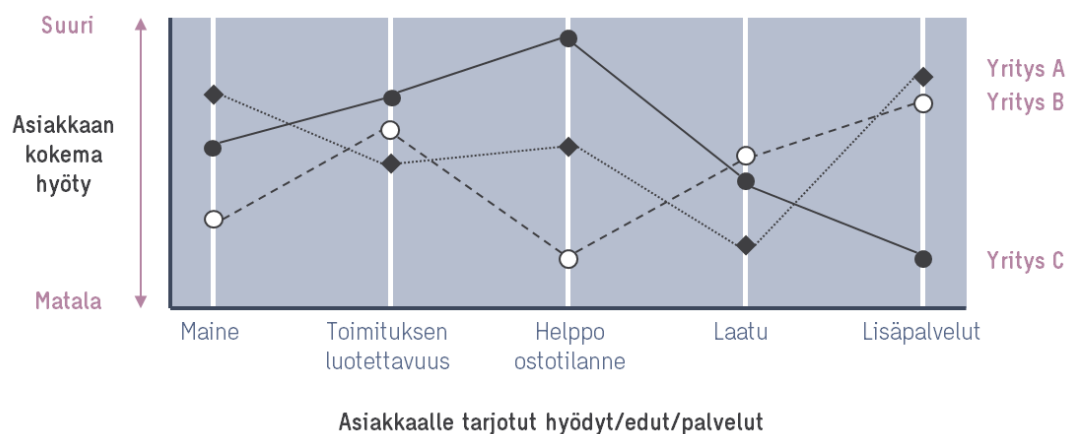 Suuri
Asiakkaan
kokema
hyöty
Matala
Yritys A
Yritys B
Yritys C
Maine
Toimituksen
luotettavuus
Helppo
ostotilanne
Laatu
Lisäpalvelut
Asiakkaalle tarjotut hyödyt/edut/palvelut